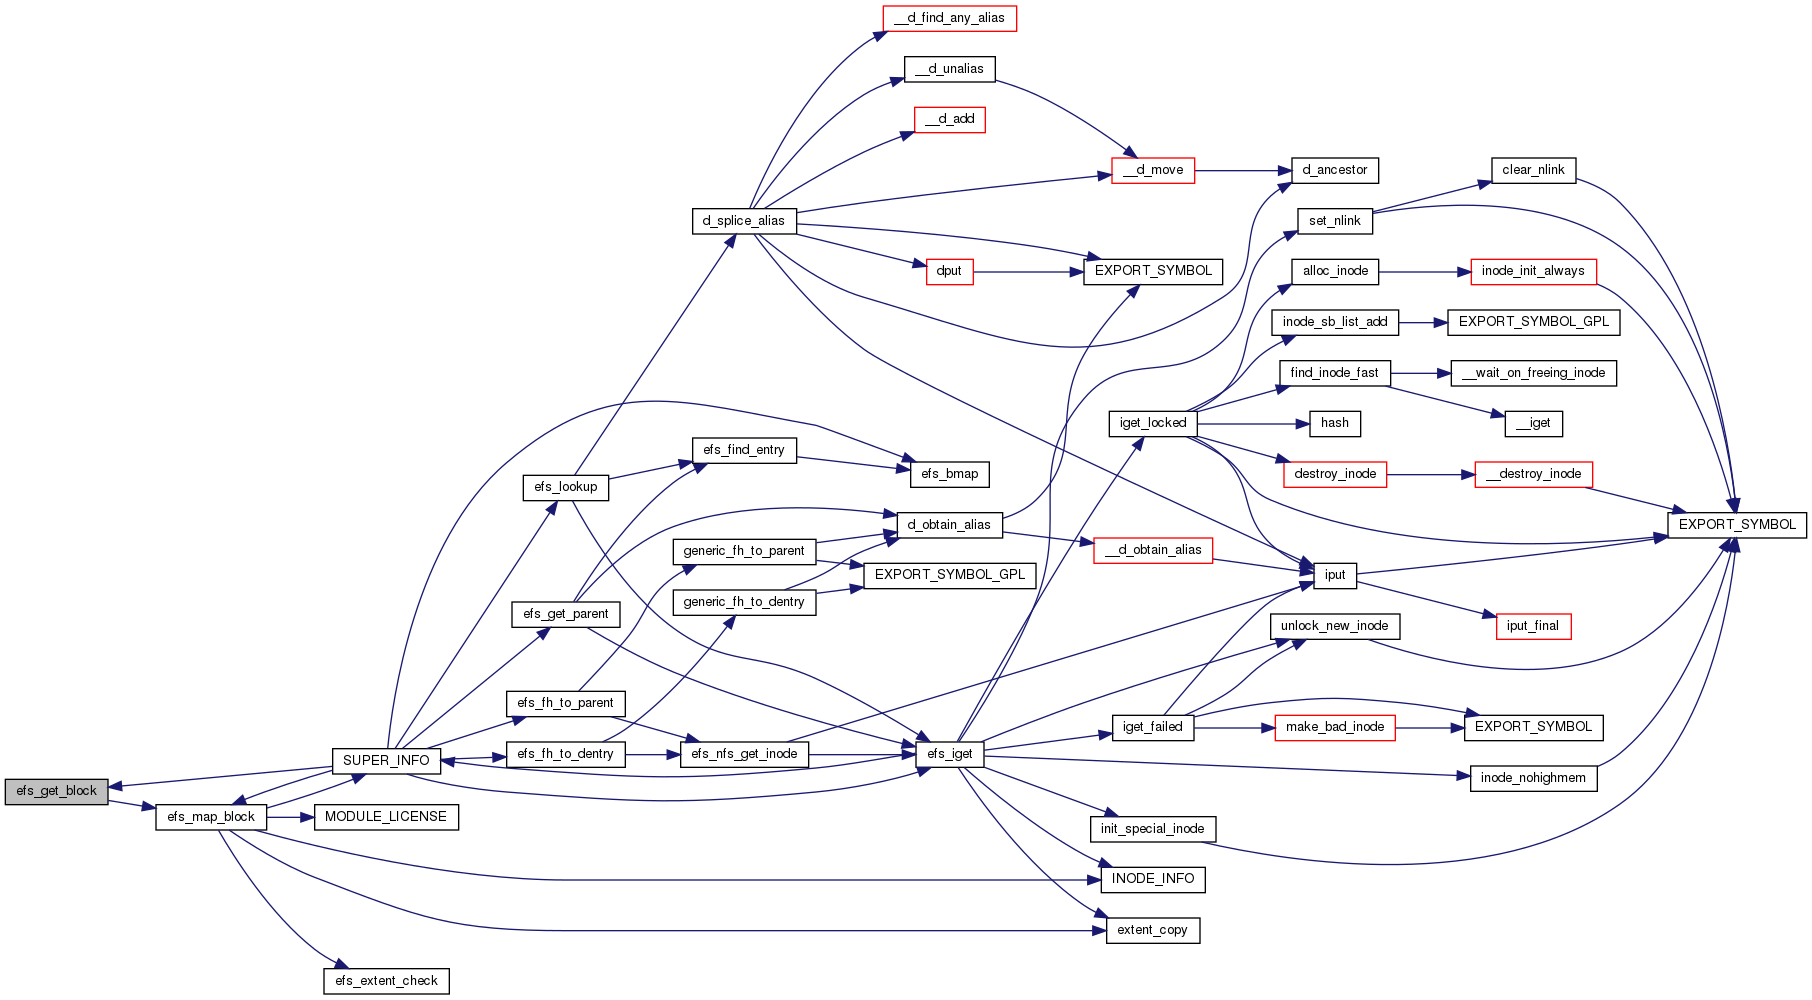 __d_find_any_alias
__d_unalias
__d_add
__d_move
d_ancestor
clear_nlink
d_splice_alias
set_nlink
dput
EXPORT_SYMBOL
alloc_inode
inode_init_always
inode_sb_list_add
EXPORT_SYMBOL_GPL
find_inode_fast
__wait_on_freeing_inode
iget_locked
hash
__iget
efs_find_entry
efs_bmap
destroy_inode
__destroy_inode
efs_lookup
d_obtain_alias
EXPORT_SYMBOL
generic_fh_to_parent
__d_obtain_alias
EXPORT_SYMBOL_GPL
iput
generic_fh_to_dentry
efs_get_parent
unlock_new_inode
iput_final
efs_fh_to_parent
iget_failed
make_bad_inode
EXPORT_SYMBOL
SUPER_INFO
efs_fh_to_dentry
efs_nfs_get_inode
efs_iget
inode_nohighmem
efs_get_block
efs_map_block
MODULE_LICENSE
init_special_inode
INODE_INFO
extent_copy
efs_extent_check